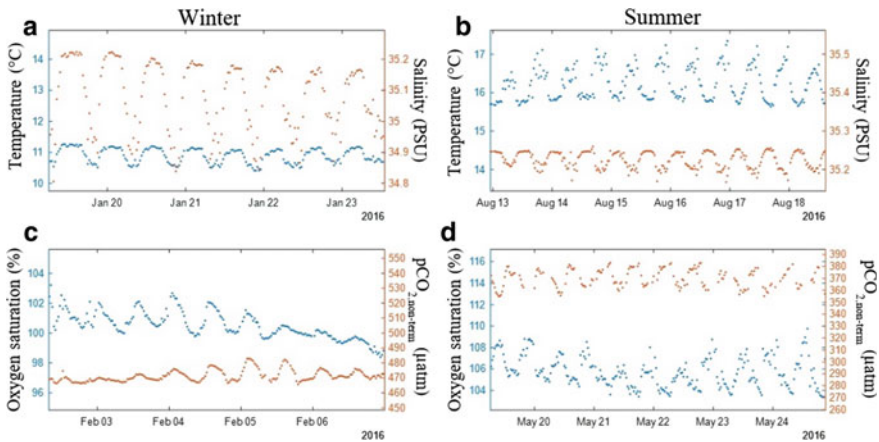 Winter
Summer
a
Temperature (°C)
14
13
12
11
10
35.2
35.1
35
34.9
34.8
Salinity (PSU)
Jan 20
Jan 21
Jan 22
Jan 23
2016
b
Temperature (°C)
17
16
15
14
35.5
35.4
35.3
35.2
Salinity (PSU)
Aug 13
Aug 14
Aug 15
Aug 16
Aug 17
Aug 18
2016
c
Oxygen saturation (%)
104
102
100
98
96
550
540
530
520
510
500
490
480
470
460
450
pCO2,non-term (µatm)
Feb 03
Feb 04
Feb 05
Feb 06
2016
d
Oxygen saturation (%)
116
114
112
110
108
106
104
390
380
370
360
350
340
330
320
310
300
290
280
270
260
pCO2,non-term (µatm)
May 20
May 21
May 22
May 23
May 24
2016